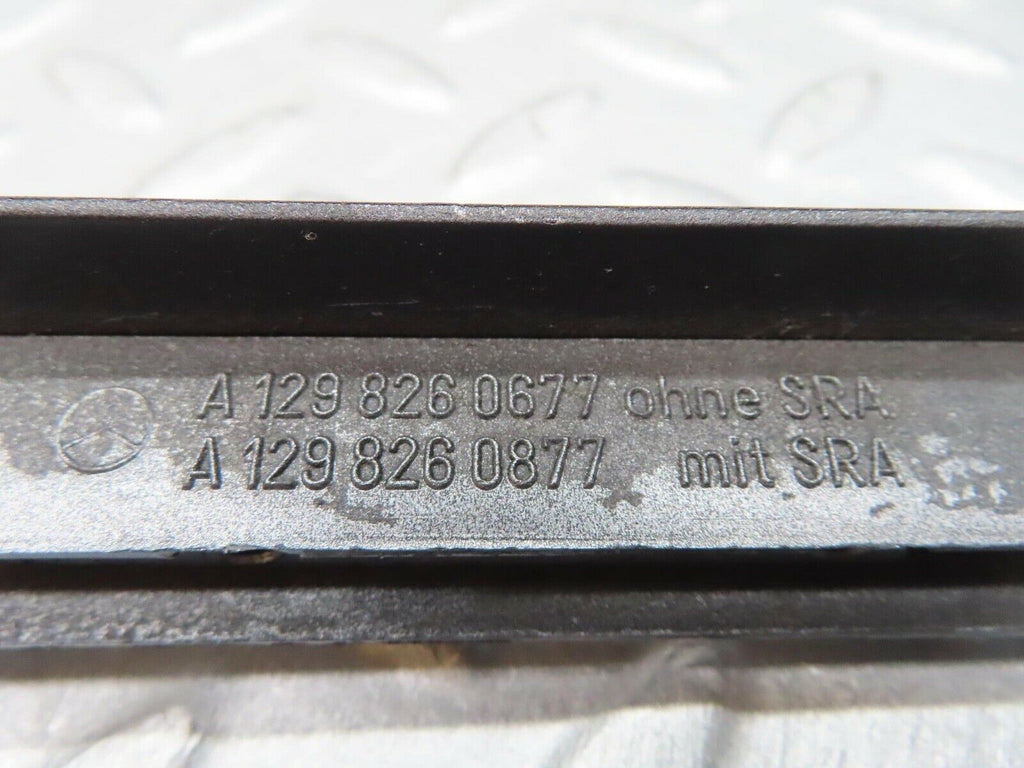 A 129 826 0677 ohne SRA
A 129 826 0877 mit SRA